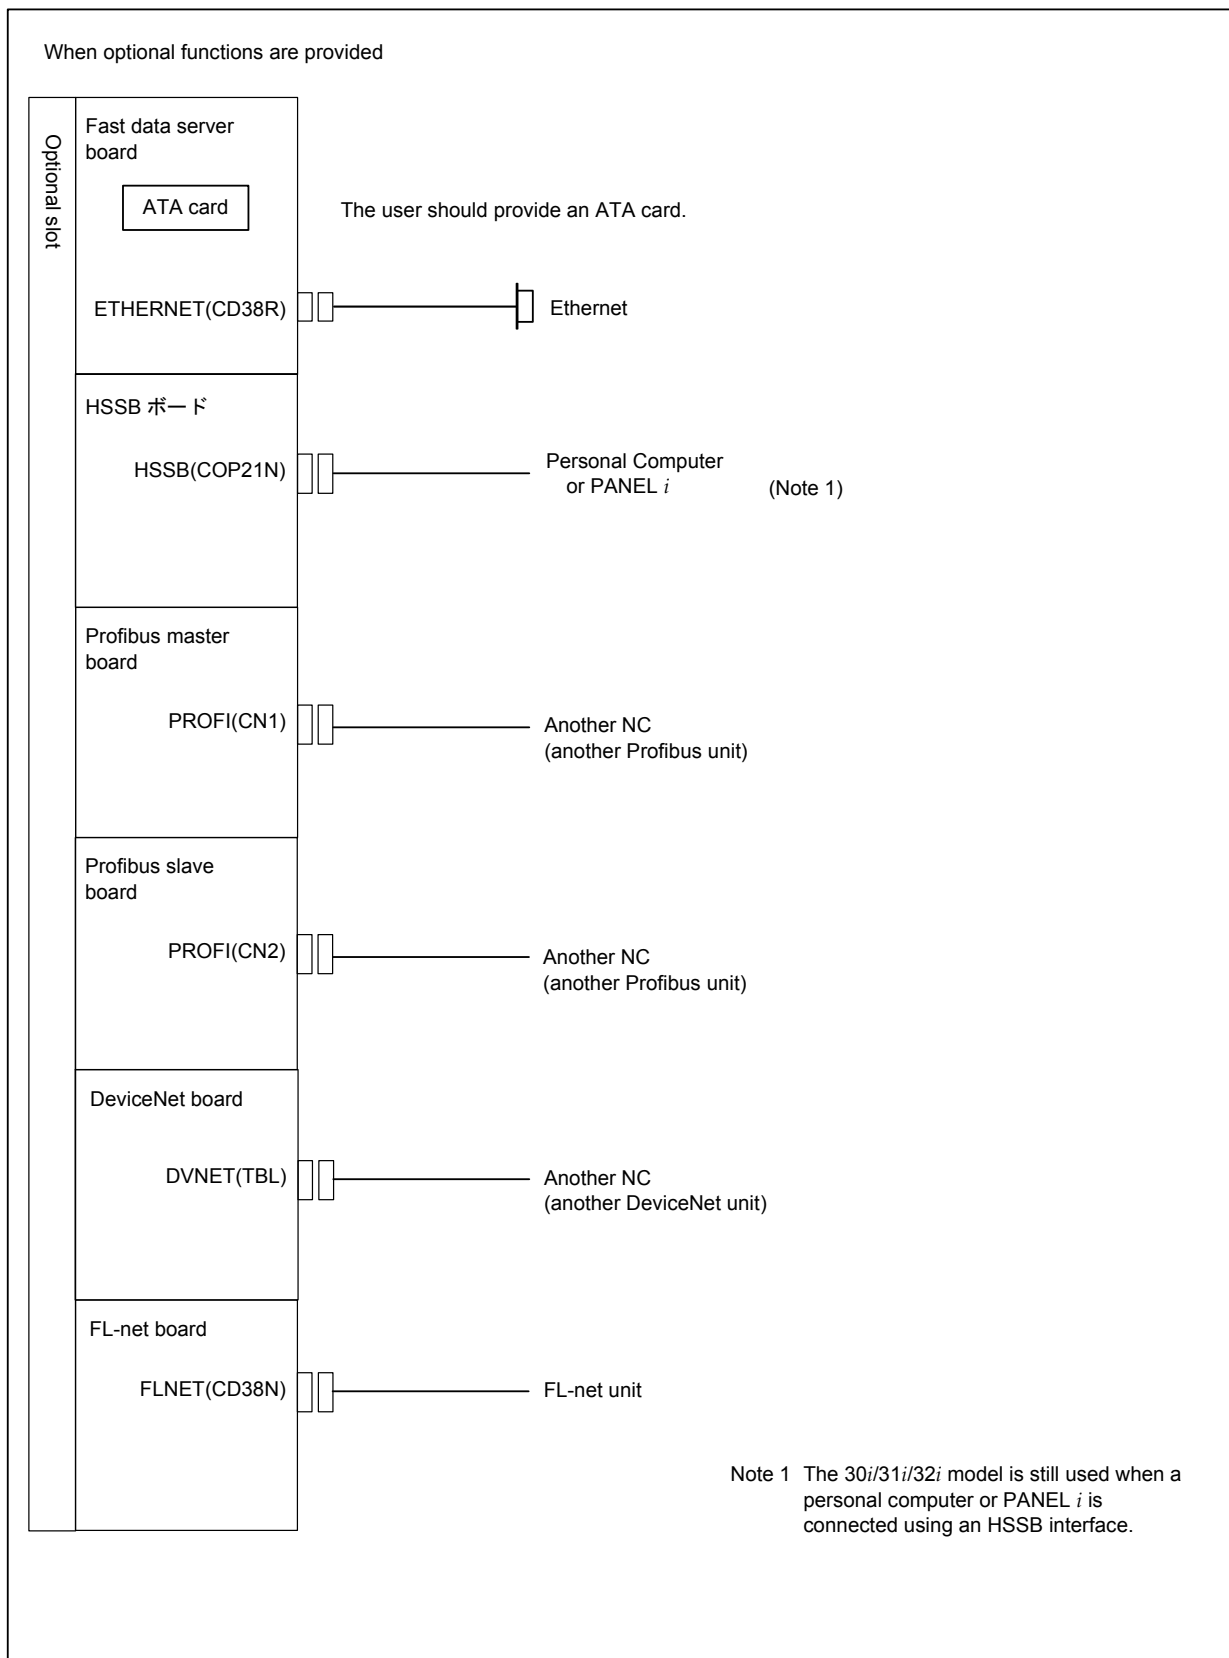 When optional functions are provided
Optional slot
Fast data server
board
ATA card
The user should provide an ATA card.
ETHERNET(CD38R)
Ethernet
HSSB ボード
HSSB(COP21N)
Personal Computer
or PANEL i
(Note 1)
Profibus master
board
PROFI(CN1)
Another NC
(another Profibus unit)
Profibus slave
board
PROFI(CN2)
Another NC
(another Profibus unit)
DeviceNet board
DVNET(TBL)
Another NC
(another DeviceNet unit)
FL-net board
FLNET(CD38N)
FL-net unit
Note 1 The 30i/31i/32i model is still used when a
personal computer or PANEL i is
connected using an HSSB interface.